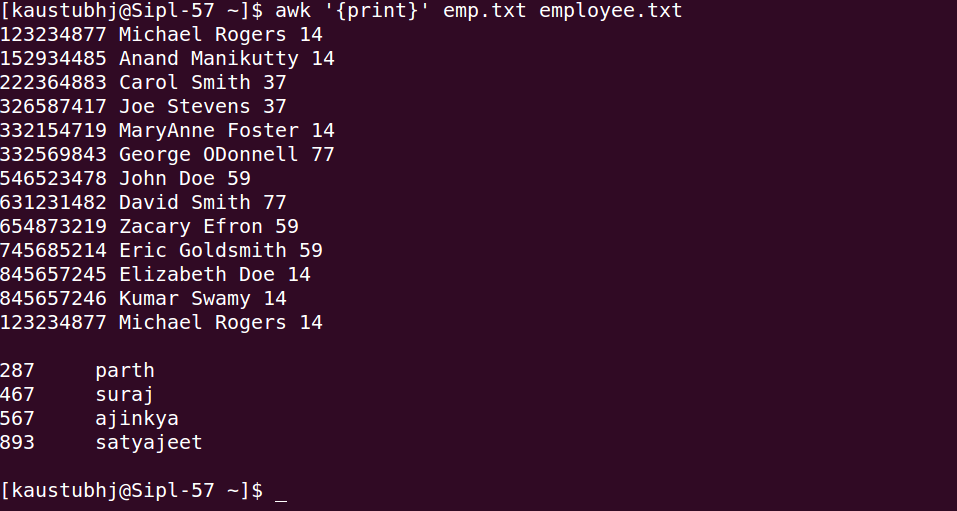 [kaustubhj@Sipl-57 ~]$ awk '{print}' emp.txt employee.txt
123234877 Michael Rogers 14
152934485 Anand Manikutty 14
222364883 Carol Smith 37
326587417 Joe Stevens 37
332154719 MaryAnne Foster 14
332569843 George ODonnell 77
546523478 John Doe 59
631231482 David Smith 77
654873219 Zacary Efron 59
745685214 Eric Goldsmith 59
845657245 Elizabeth Doe 14
845657246 Kumar Swamy 14
123234877 Michael Rogers 14
287     parth
467     suraj
567     ajinkya
893     satyajeet
[kaustubhj@Sipl-57 ~]$ _